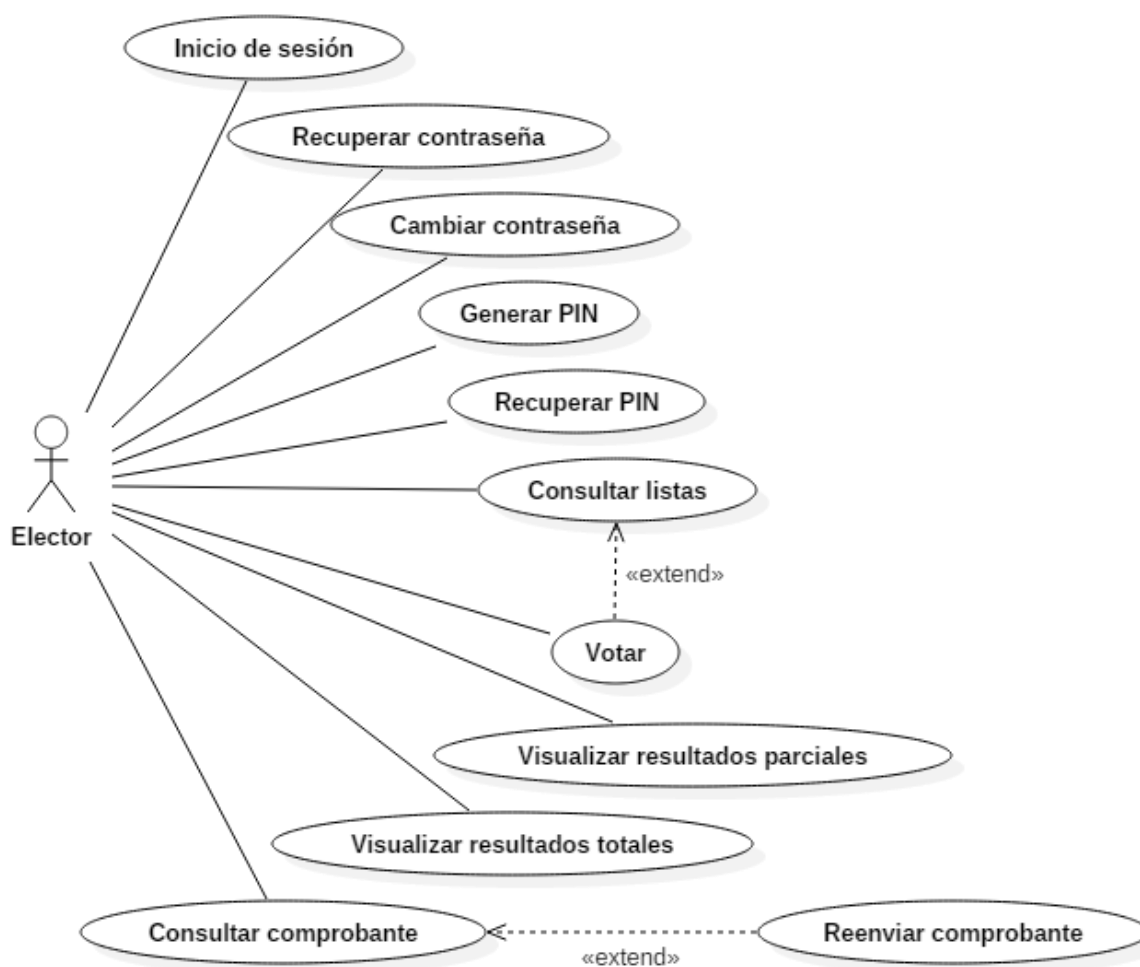 Inicio de sesión
Recuperar contraseña
Cambiar contraseña
Generar PIN
Recuperar PIN
Consultar listas
Elector
«extend»
Votar
Visualizar resultados parciales
Visualizar resultados totales
Consultar comprobante
Reenviar comprobante
«extend»